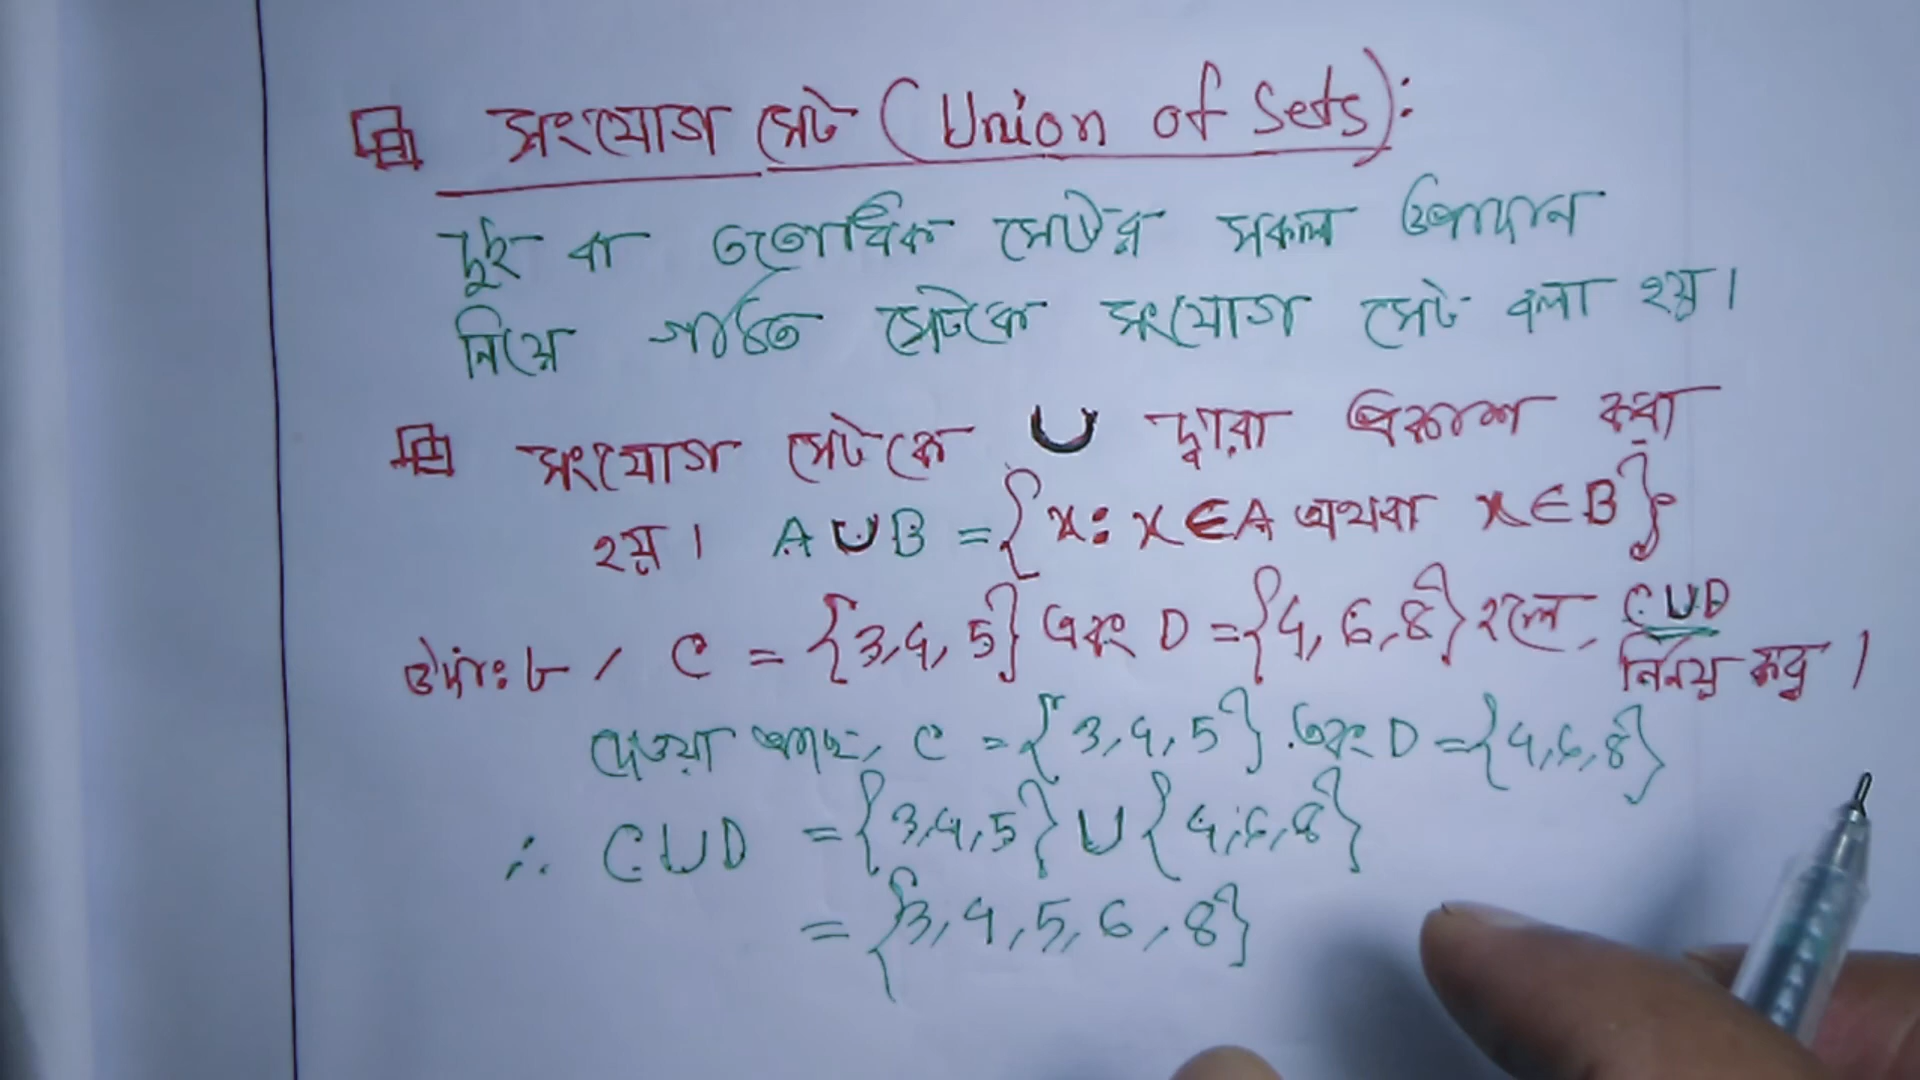 সংযোগ সেট (Union of Sets):
দুই বা ততোধিক সেটের সকল উপাদান
নিয়ে গঠিত সেটকে সংযোগ সেট বলা হয়।
সংযোগ সেটকে ∪ দ্বারা প্রকাশ করা
হয়। A∪B = {x: x∈A অথবা x∈B}
C = {3,4,5} এবং D = {4,6,8} হলে, C∪D
নির্ণয় কর।
দেওয়া আছে, C = {3,4,5} এবং D = {4,6,8}
∴ C∪D = {3,4,5} ∪ {4,6,8}
= {3,4,5,6,8}